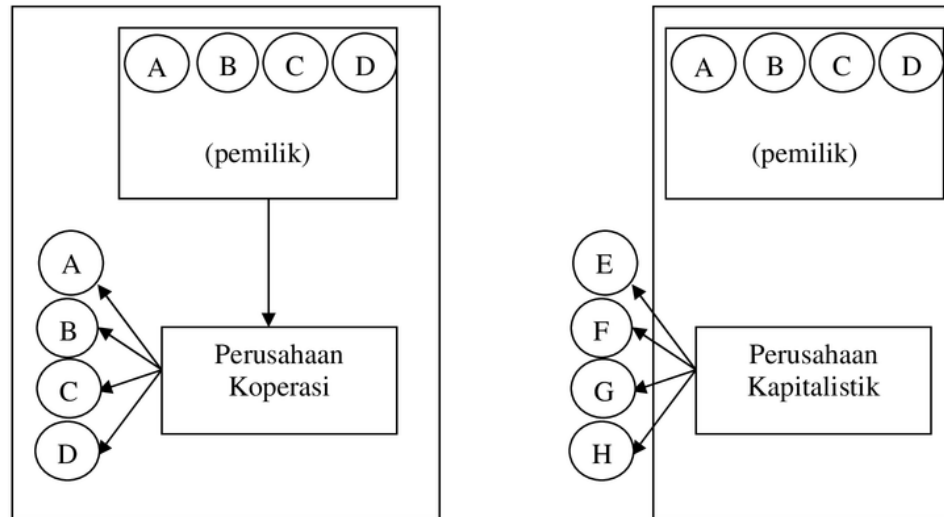 A B C D
(pemilik)
A
B
C
D
Perusahaan
Koperasi
A B C D
(pemilik)
E
F
G
H
Perusahaan
Kapitalistik